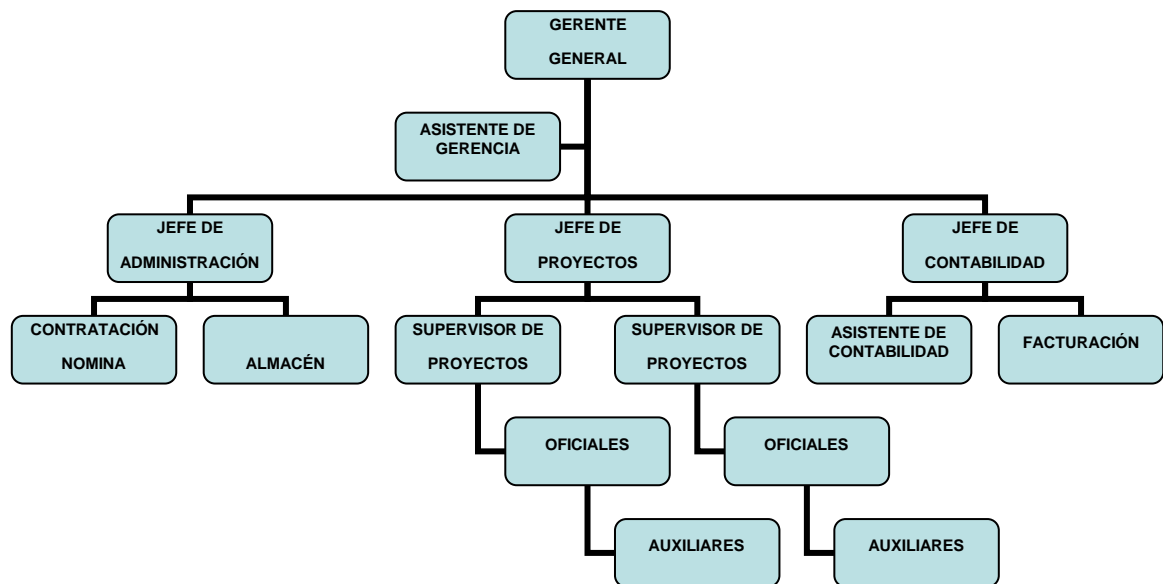 GERENTE
GENERAL
ASISTENTE DE
GERENCIA
JEFE DE
ADMINISTRACIÓN
JEFE DE
PROYECTOS
JEFE DE
CONTABILIDAD
CONTRATACIÓN
NOMINA
ALMACÉN
SUPERVISOR DE
PROYECTOS
SUPERVISOR DE
PROYECTOS
ASISTENTE DE
CONTABILIDAD
FACTURACIÓN
OFICIALES
OFICIALES
AUXILIARES
AUXILIARES